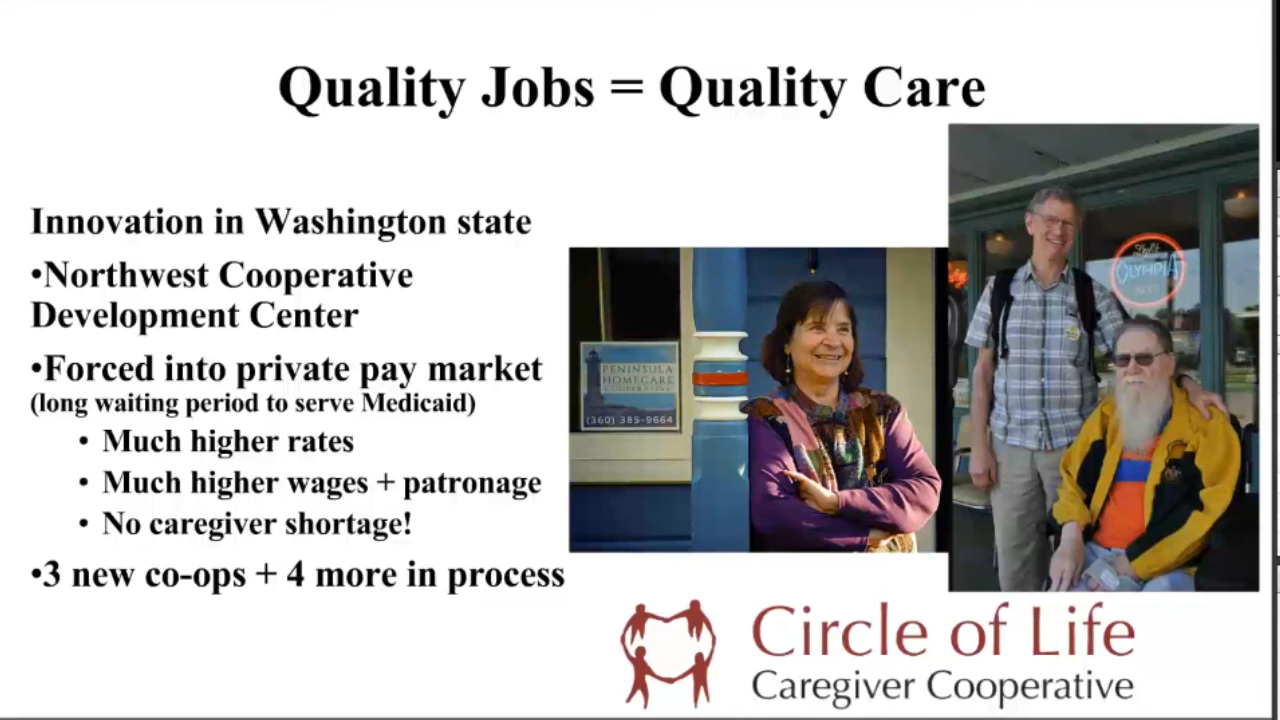 Quality Jobs = Quality Care
Innovation in Washington state
•Northwest Cooperative
Development Center
•Forced into private pay market
(long waiting period to serve Medicaid)
• Much higher rates
• Much higher wages + patronage
• No caregiver shortage!
•3 new co-ops + 4 more in process
PENINSULA
HOMECARE
COOPERATIVE
(360) 385-9664
OLYMPIA
Circle of Life
Caregiver Cooperative